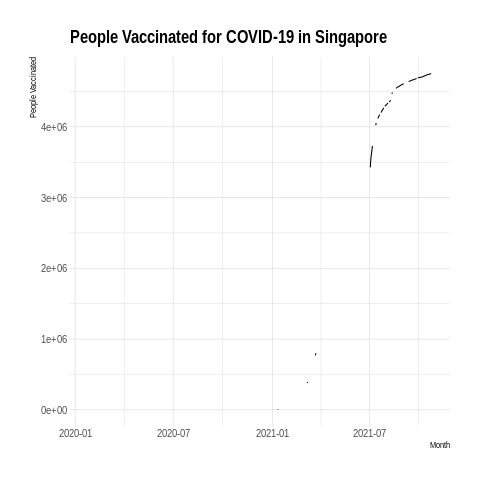 People Vaccinated for COVID-19 in Singapore
People Vaccinated
4e+06
3e+06
2e+06
1e+06
0e+00
2020-01 2020-07 2021-01 2021-07
Month